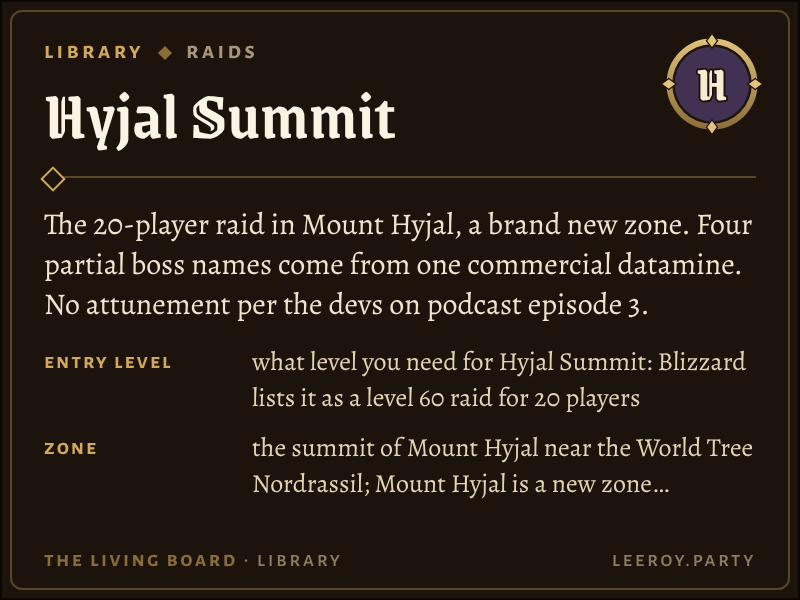 LIBRARY ◆ RAIDS
H
Hyjal Summit
The 20-player raid in Mount Hyjal, a brand new zone. Four
partial boss names come from one commercial datamine.
No attunement per the devs on podcast episode 3.
ENTRY LEVEL what level you need for Hyjal Summit: Blizzard
lists it as a level 60 raid for 20 players
ZONE the summit of Mount Hyjal near the World Tree
Nordrassil; Mount Hyjal is a new zone...
THE LIVING BOARD · LIBRARY LEEROY.PARTY